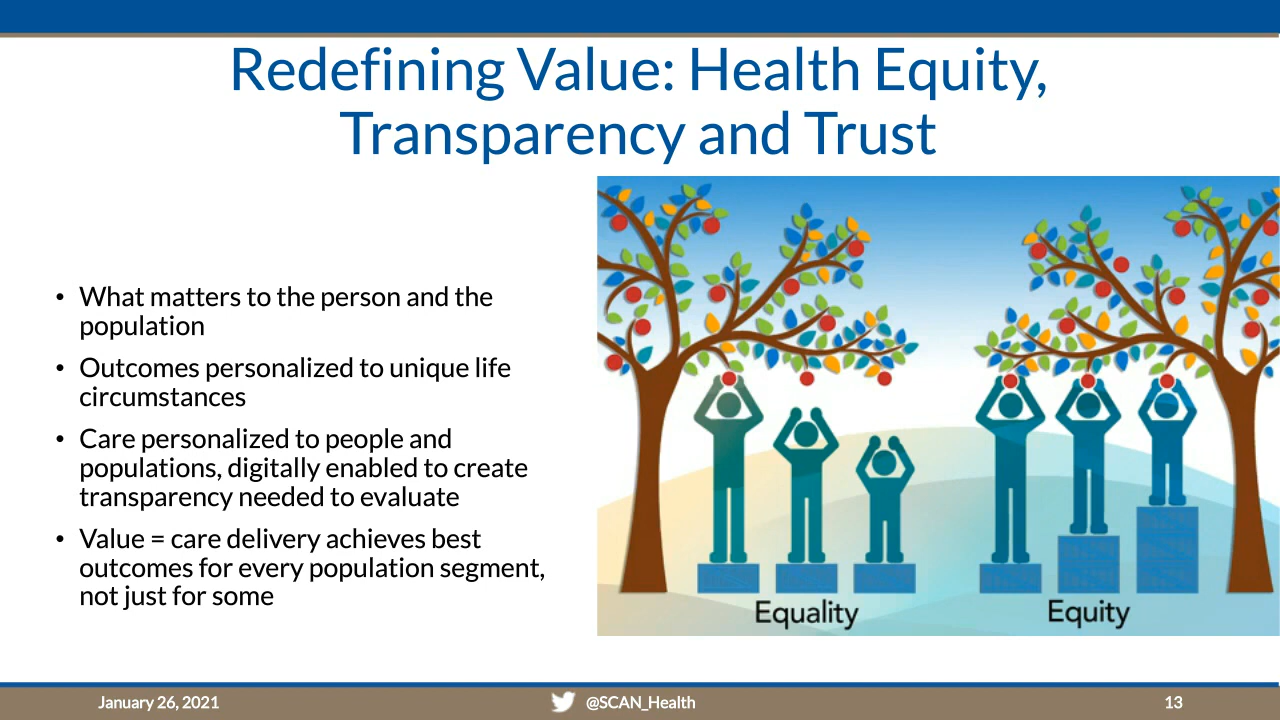 Redefining Value: Health Equity,
Transparency and Trust
• What matters to the person and the
population
• Outcomes personalized to unique life
circumstances
• Care personalized to people and
populations, digitally enabled to create
transparency needed to evaluate
• Value = care delivery achieves best
outcomes for every population segment,
not just for some
Equality
Equity
January 26, 2021
@SCAN_Health
13